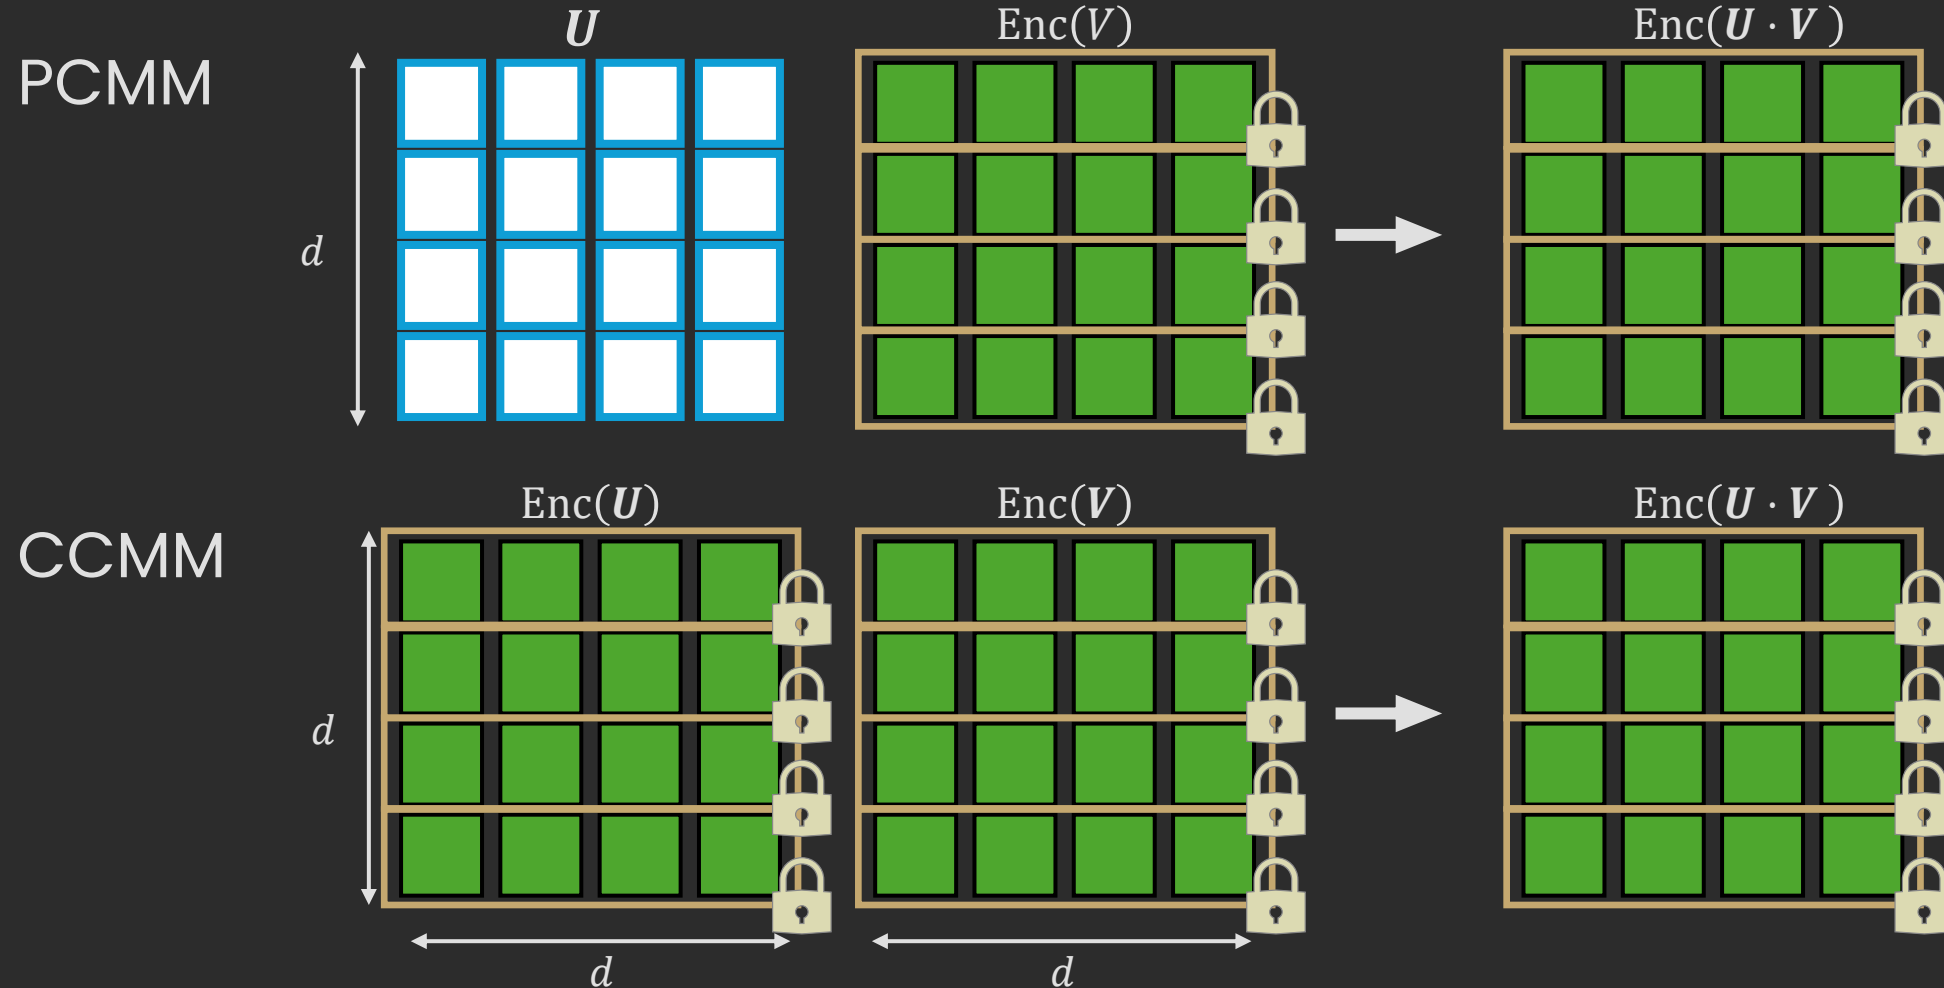 PCMM
U
Enc(V)
Enc(U · V )
d
CCMM
Enc(U)
Enc(V)
Enc(U · V )
d
d
d